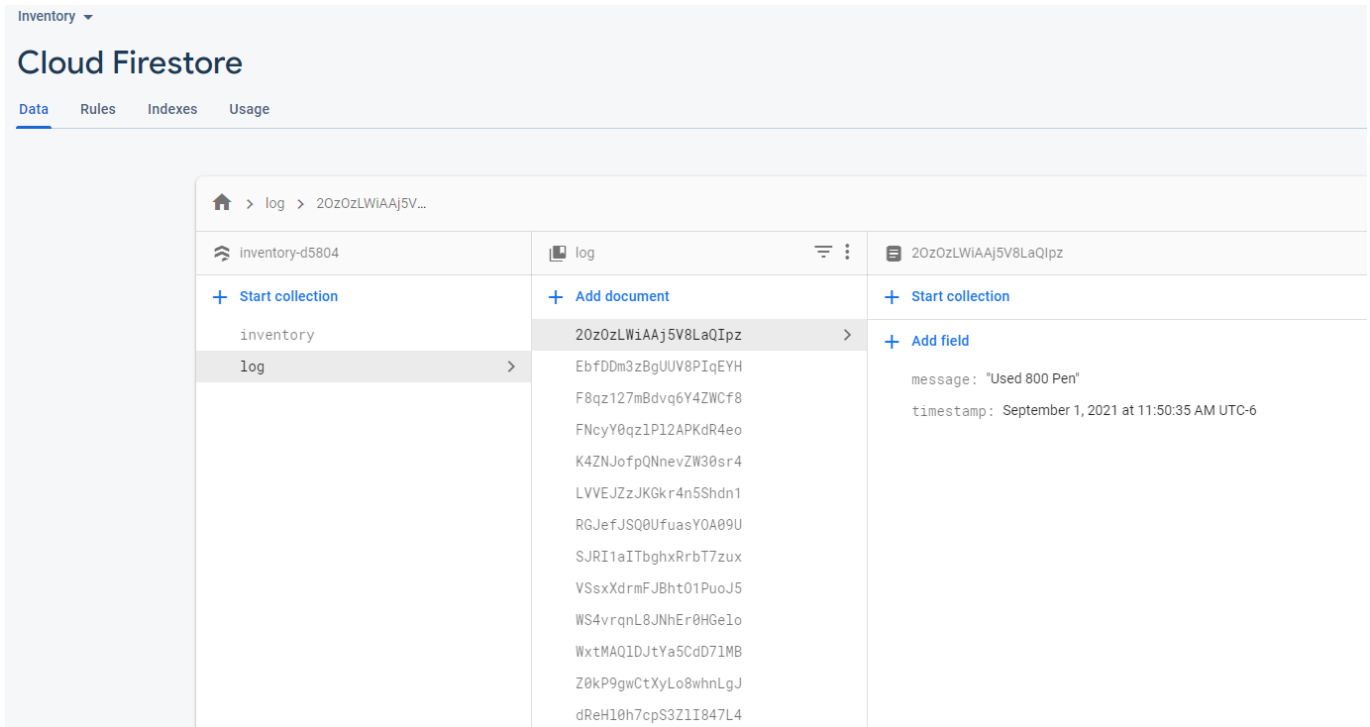 Inventory
Cloud Firestore
Data Rules Indexes Usage
log 2OzOzLWiAAj5V...
inventory-d5804
Start collection
inventory
log
log
Add document
2OzOzLWiAAj5V8LaQIpz
EbfDDm3zBgUUV8PIqEYH
F8qz127mBdvq6Y4ZWCf8
FNcyY0qzlPl2APKdR4eo
K4ZNJofpQNnevZW30sr4
LVVEJZzJKGkr4n5Shdn1
RGJefJSQ0UfuasYOA09U
SJRI1aITbghxRrbT7zux
VSsxXdrmFJBhtO1PuoJ5
WS4vrqnL8JNhEr0HGelo
WxtMAQlDJtYa5CdD7lMB
Z0kP9gwCtXyLo8whnLgJ
dReHl0h7cpS3ZlI847L4
2OzOzLWiAAj5V8LaQIpz
Start collection
Add field
message: "Used 800 Pen"
timestamp: September 1, 2021 at 11:50:35 AM UTC-6